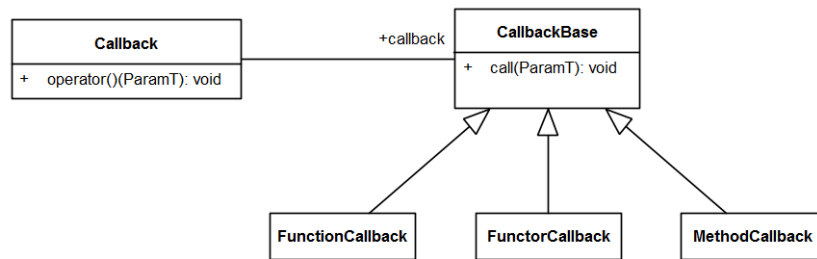 Callback
+ operator()(ParamT): void
+callback
CallbackBase
+ call(ParamT): void
FunctionCallback
FunctorCallback
MethodCallback